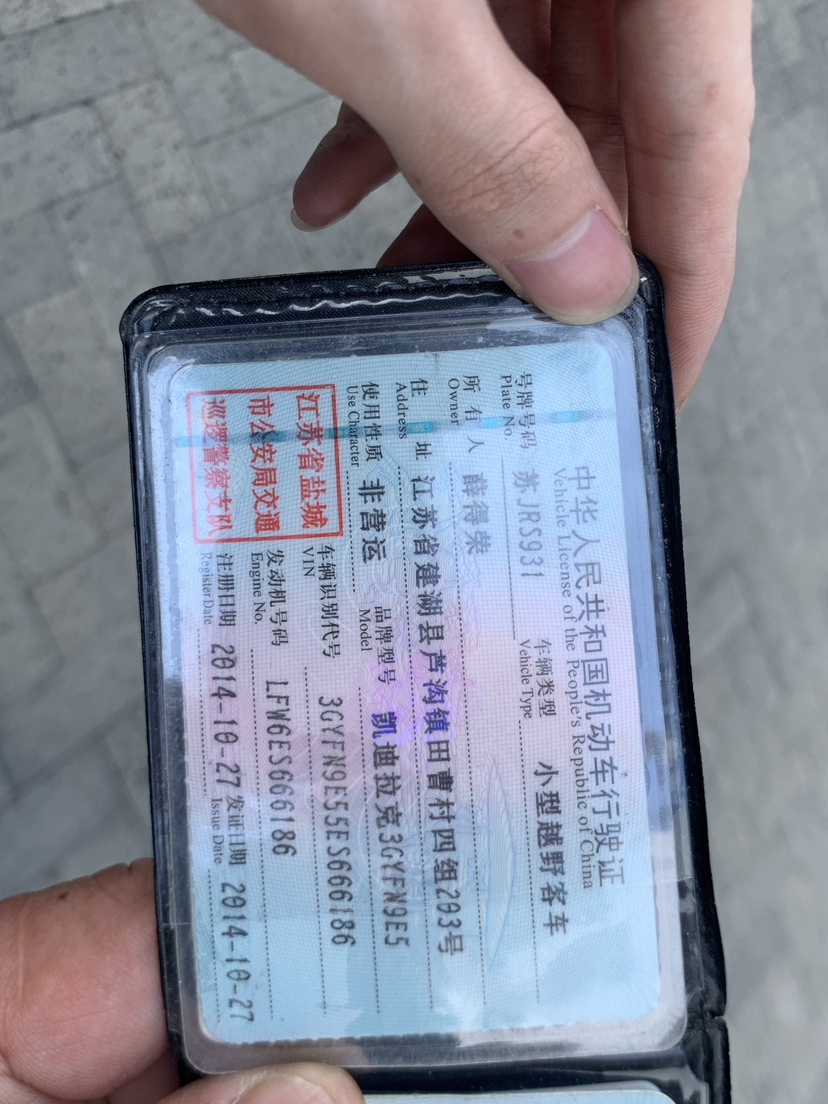 中华人民共和国机动车行驶证
Vehicle License of the People's Republic of China
号牌号码 苏JRS931 车辆类型 小型越野客车
Plate No. Vehicle Type
所有人 薛得荣
Owner
住址 江苏省建湖县芦沟镇田曹村四组203号
Address
使用性质 非营运 品牌型号 凯迪拉克3GYFN9E5
Use Character Model
江苏省盐城
市公安局交通
巡逻警察支队
车辆识别代号 3GYFN9E55ES666186
VIN
发动机号码 LFW6ES666186
Engine No.
注册日期 2014-10-27 发证日期 2014-10-27
Register Date Issue Date